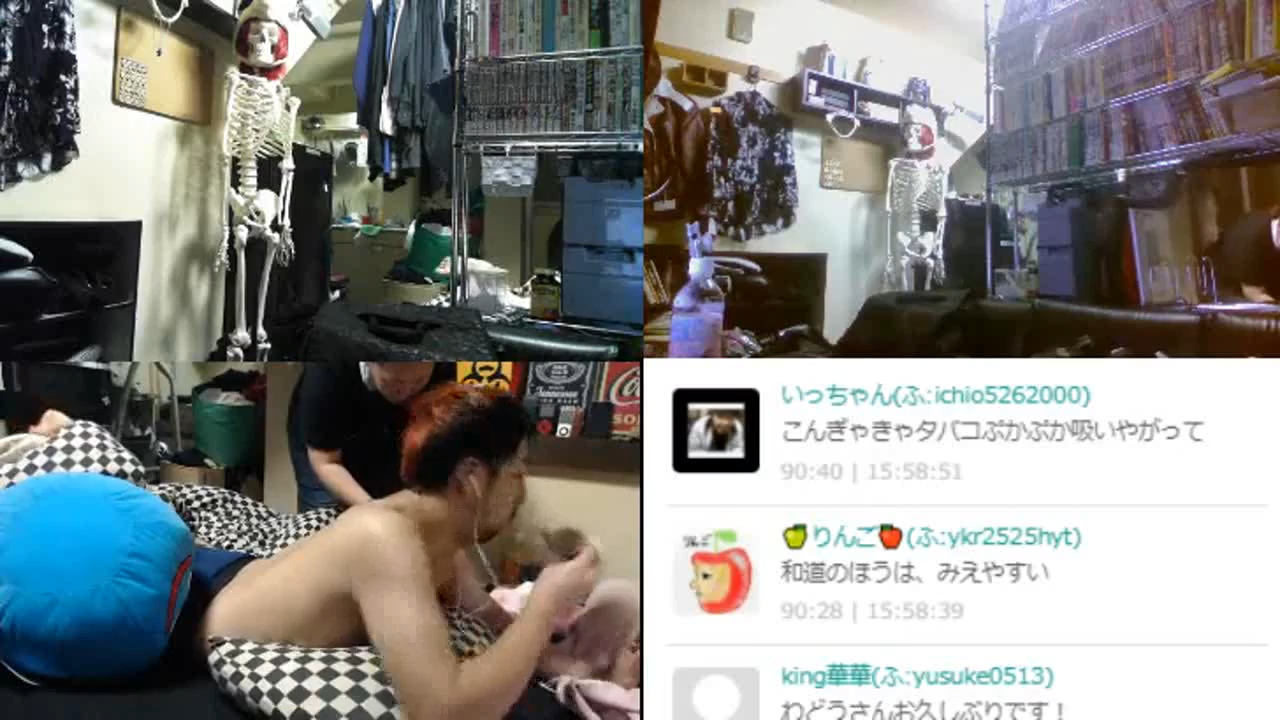 Tennessee
Coca
いっちゃん(ふ:ichio5262000)
こんぎゃきゃタバコぷかぷか吸いやがって
90:40 | 15:58:51
りんご(ふ:ykr2525hyt)
和道のほうは、みえやすい
90:28 | 15:58:39
king華華(ふ:yusuke0513)
わどうさんお久しぶりです！